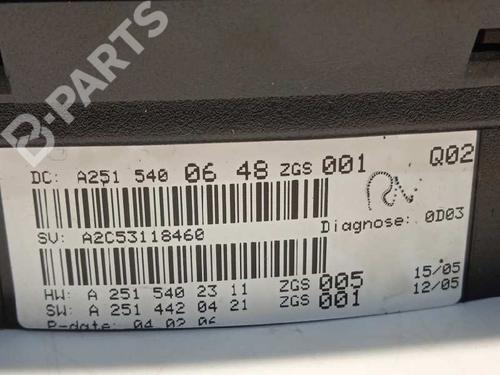 B-PARTS
DC: A251 540 06 48 ZGS 001 Q02
SV: A2C53118460 Diagnose: 0D03
HW: A 251 540 23 11 ZGS 005 15/05
SW: A 251 442 04 21 ZGS 001 12/05
P-date: 04 02 06